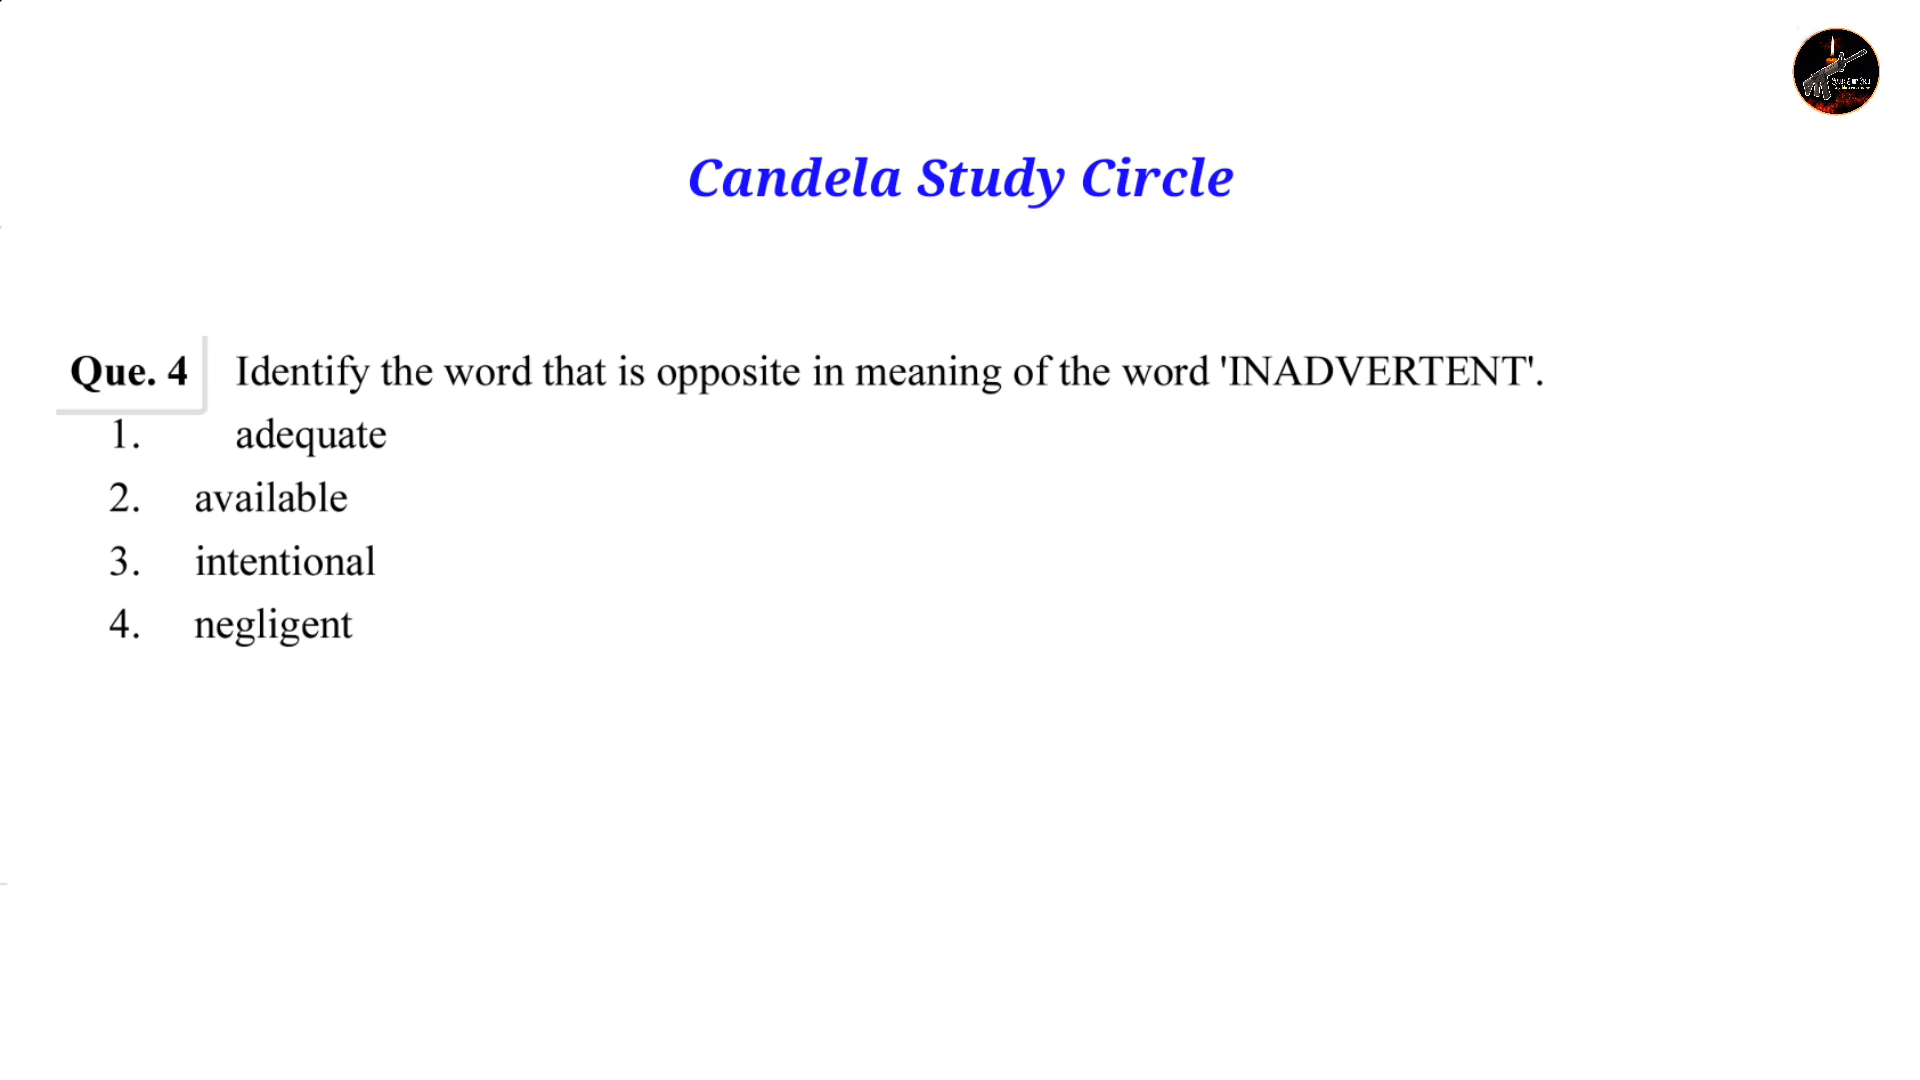 Candela Study Circle
Que. 4 Identify the word that is opposite in meaning of the word 'INADVERTENT'.
1. adequate
2. available
3. intentional
4. negligent